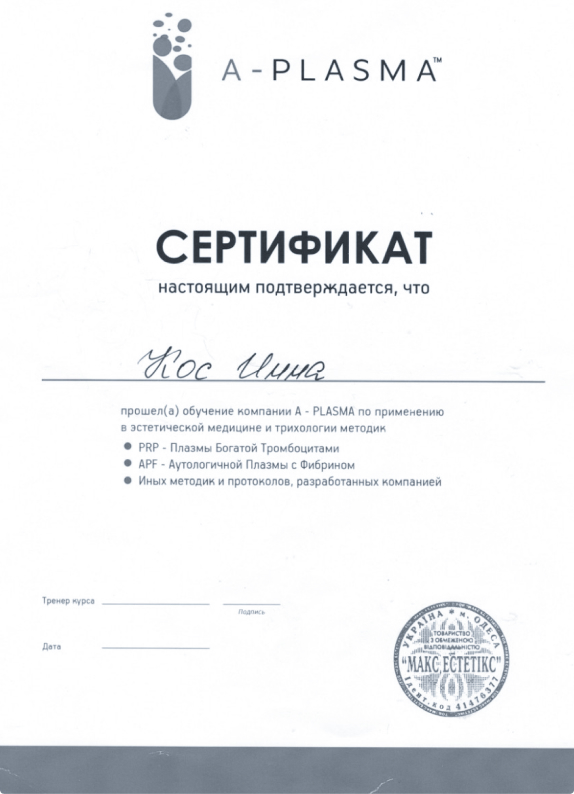 A-PLASMA™
СЕРТИФИКАТ
настоящим подтверждается, что
Кос Инна
прошел(а) обучение компании A - PLASMA по применению
в эстетической медицине и трихологии методик
● PRP - Плазмы Богатой Тромбоцитами
● APF - Аутологичной Плазмы с Фибрином
● Иных методик и протоколов, разработанных компанией
Тренер курса
Подпись
Дата
УКРАЇНА * м. ОДЕСА
ТОВАРИСТВО
З ОБМЕЖЕНОЮ
ВІДПОВІДАЛЬНІСТЮ
"МАКС ЕСТЕТІКС"
Ідент. код 41476377